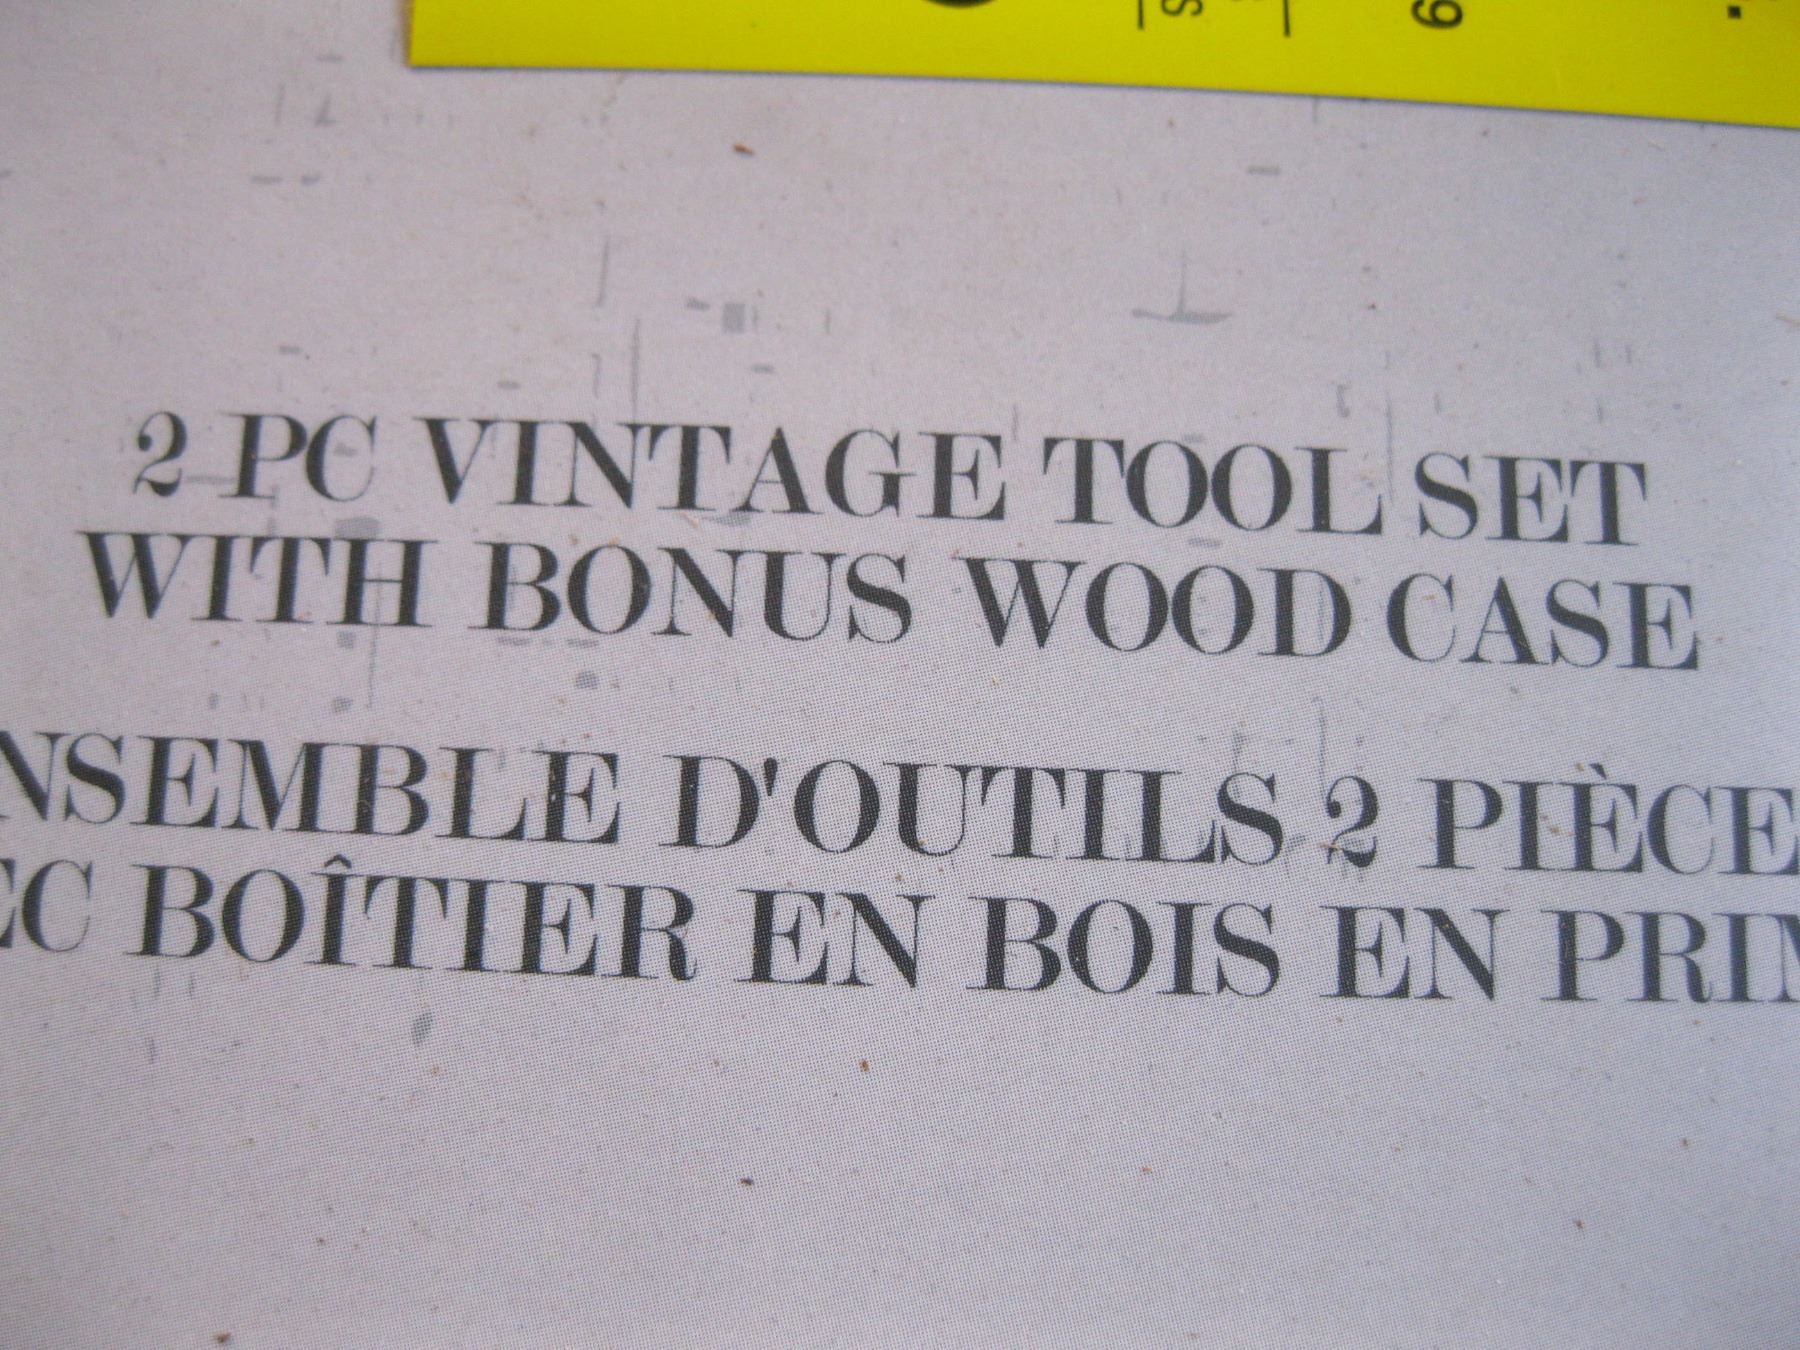 2 PC VINTAGE TOOL SET
WITH BONUS WOOD CASE
NSEMBLE D'OUTILS 2 PIÈCE
EC BOÎTIER EN BOIS EN PRIM